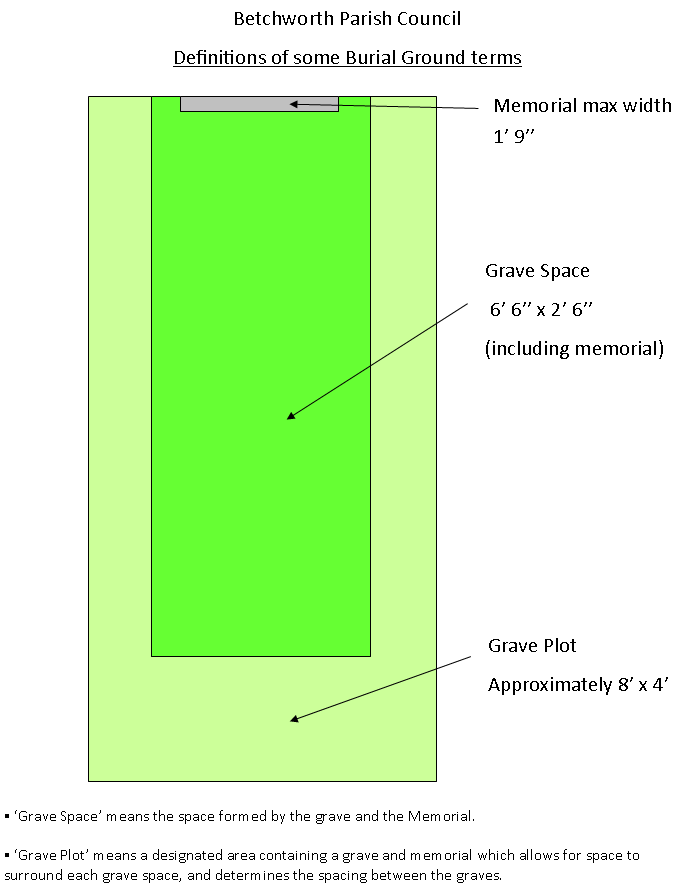 Betchworth Parish Council
Definitions of some Burial Ground terms
Memorial max width
1’ 9’’
Grave Space
6’ 6’’ x 2’ 6’’
(including memorial)
Grave Plot
Approximately 8’ x 4’
▪ ‘Grave Space’ means the space formed by the grave and the Memorial.
▪ ‘Grave Plot’ means a designated area containing a grave and memorial which allows for space to
surround each grave space, and determines the spacing between the graves.